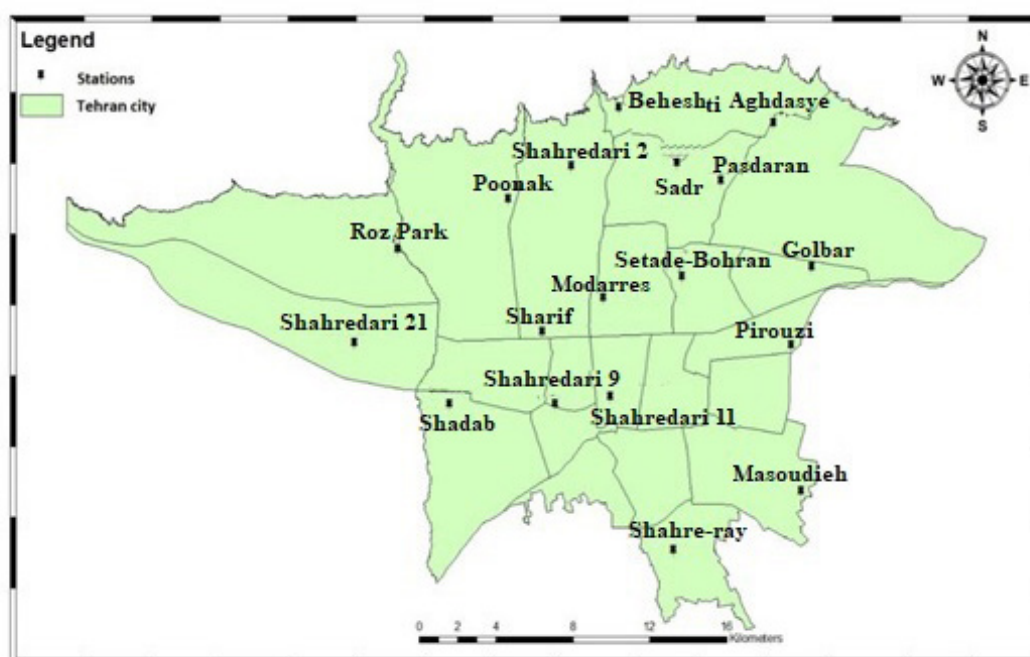 Legend
Stations
Tehran city
N
W E
S
Beheshti Aghdasye
Shahredari 2
Pasdaran
Poonak
Sadr
Roz Park
Setade-Bohran
Golbar
Modarres
Sharif
Shahredari 21
Pirouzi
Shahredari 9
Shadab
Shahredari 11
Masoudieh
Shahre-ray
0 2 4 8 12 16
Kilometers